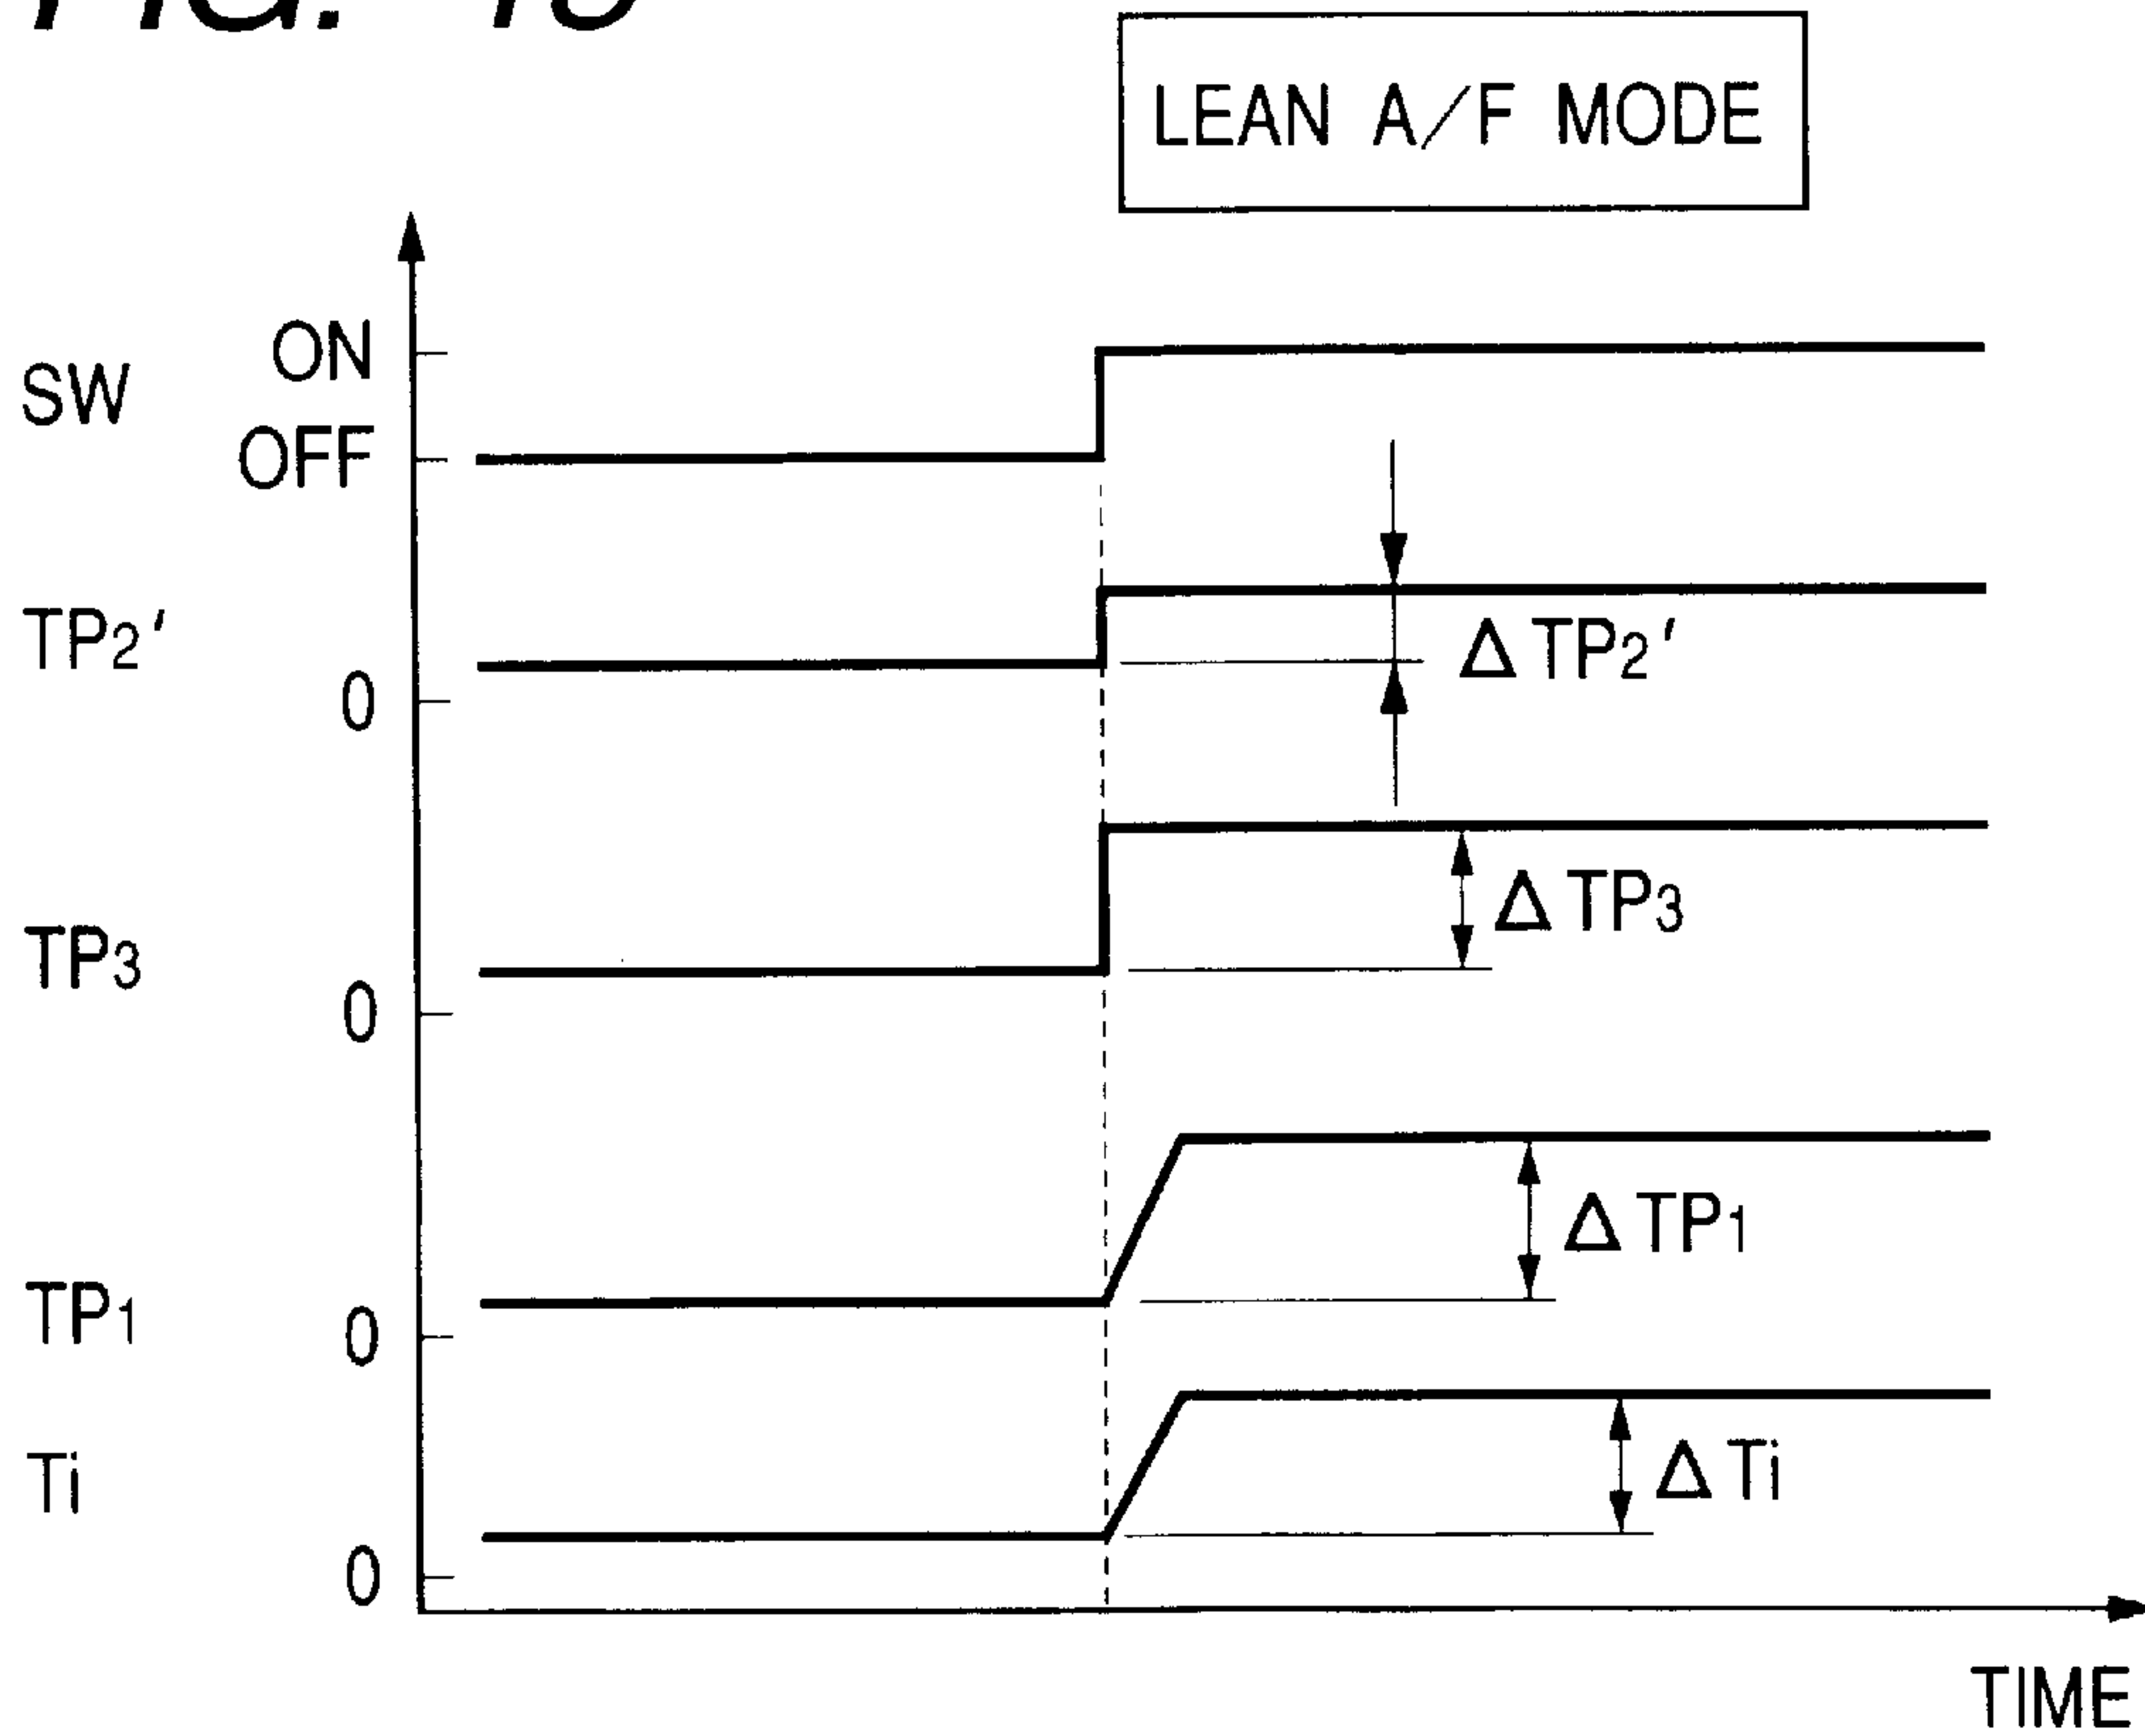 LEAN A/F MODE
ON
SW
OFF
TP2'
ΔTP2'
0
ΔTP3
TP3
0
ΔTP1
TP1
0
ΔTi
Ti
0
TIME